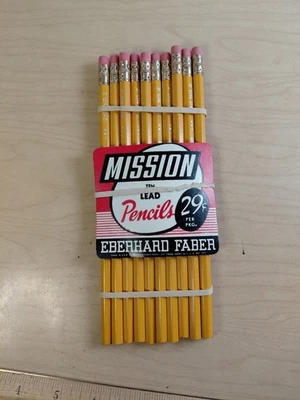 MISSION
TEN
LEAD
Pencils
29¢
PER
PKG.
EBERHARD FABER